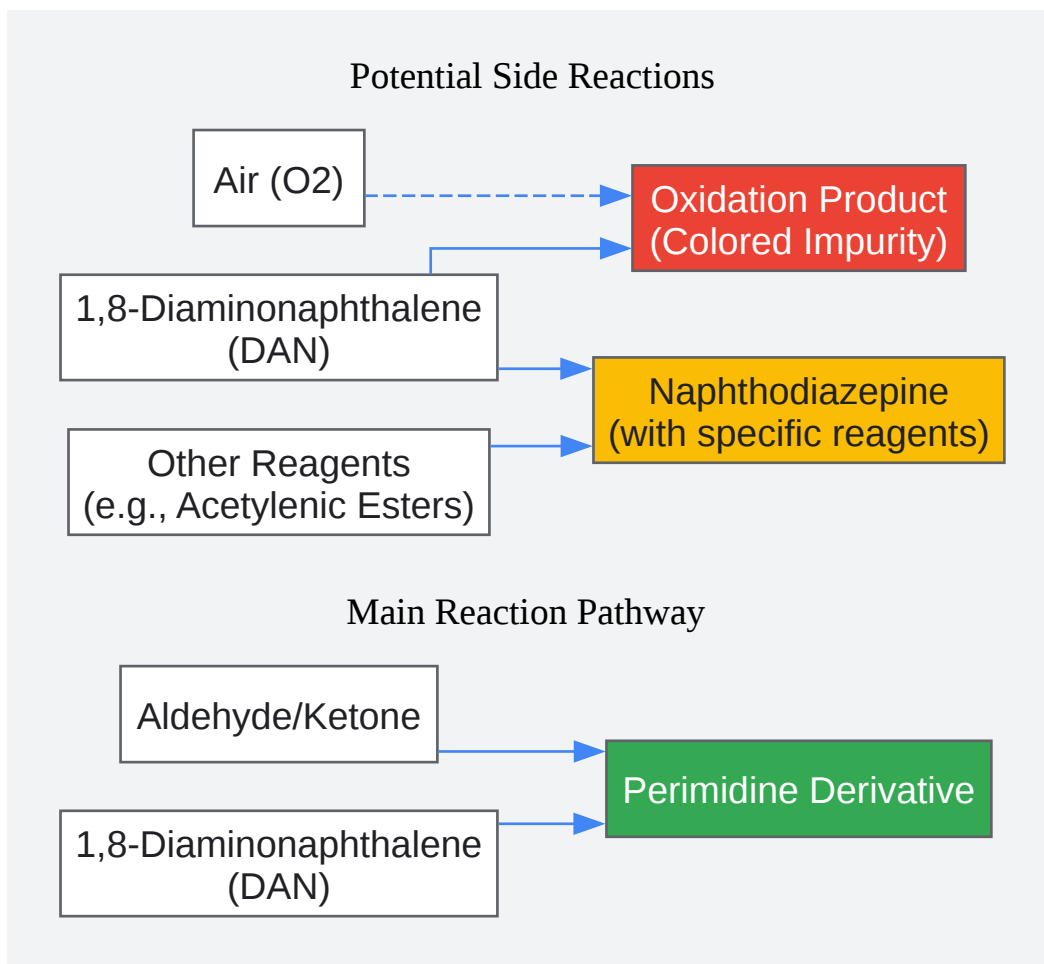 Potential Side Reactions
Air (O2)
Oxidation Product
(Colored Impurity)
1,8-Diaminonaphthalene
(DAN)
Naphthodiazepine
(with specific reagents)
Other Reagents
(e.g., Acetylenic Esters)
Main Reaction Pathway
Aldehyde/Ketone
Perimidine Derivative
1,8-Diaminonaphthalene
(DAN)